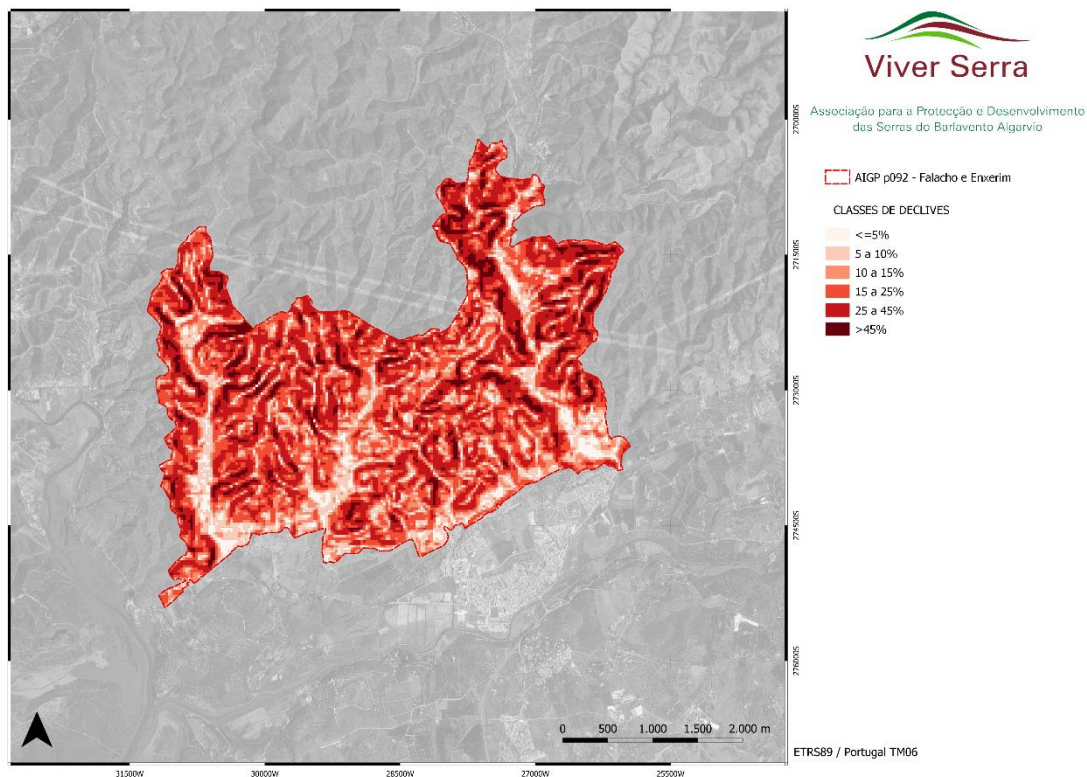 Viver Serra
Associação para a Protecção e Desenvolvimento
das Serras do Barlavento Algarvio
AIGP p092 - Falacho e Enxerim
CLASSES DE DECLIVES
<=5%
5 a 10%
10 a 15%
15 a 25%
25 a 45%
>45%
270000S
271500S
273000S
274500S
276000S
0 500 1.000 1.500 2.000 m
ETRS89 / Portugal TM06
31500W 30000W 28500W 27000W 25500W